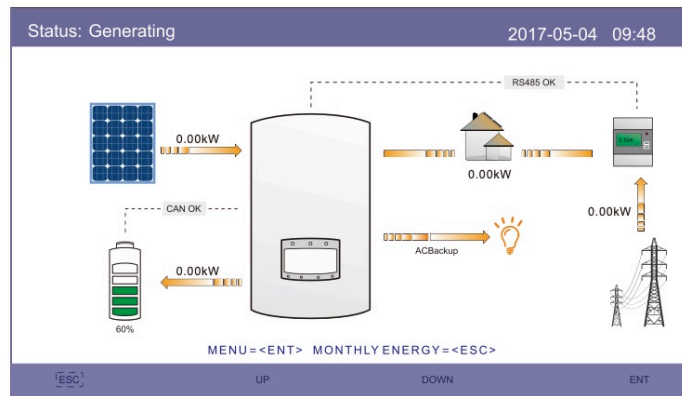 Status: Generating
2017-05-04 09:48
RS485 OK
0.00kW
0.00kW
CAN OK
0.00kW
0.00kW
ACBackup
60%
MENU=<ENT> MONTHLY ENERGY=<ESC>
ESC
UP
DOWN
ENT